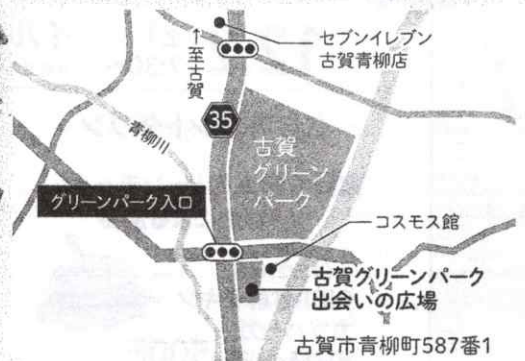 セブンイレブン
古賀青柳店
↑至古賀
35
青柳川
古賀
グリーン
パーク
グリーンパーク入口
コスモス館
古賀グリーンパーク
出会いの広場
古賀市青柳町587番1